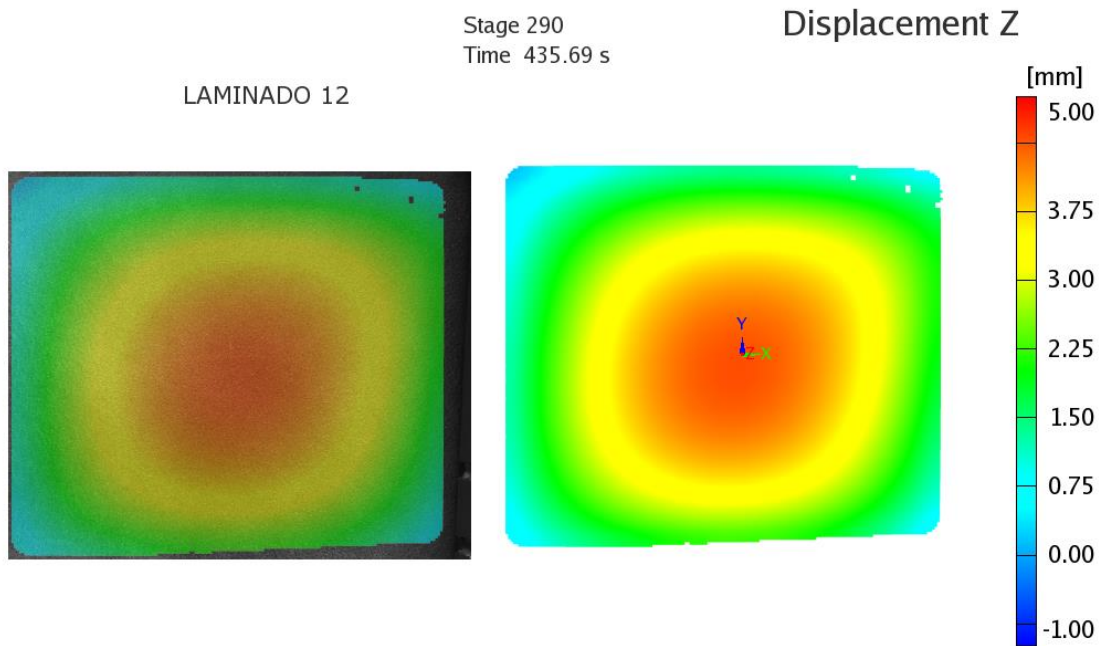 Stage 290
Time 435.69 s
Displacement Z
LAMINADO 12
[mm]
5.00
3.75
3.00
2.25
1.50
0.75
0.00
-1.00
Y
Z X